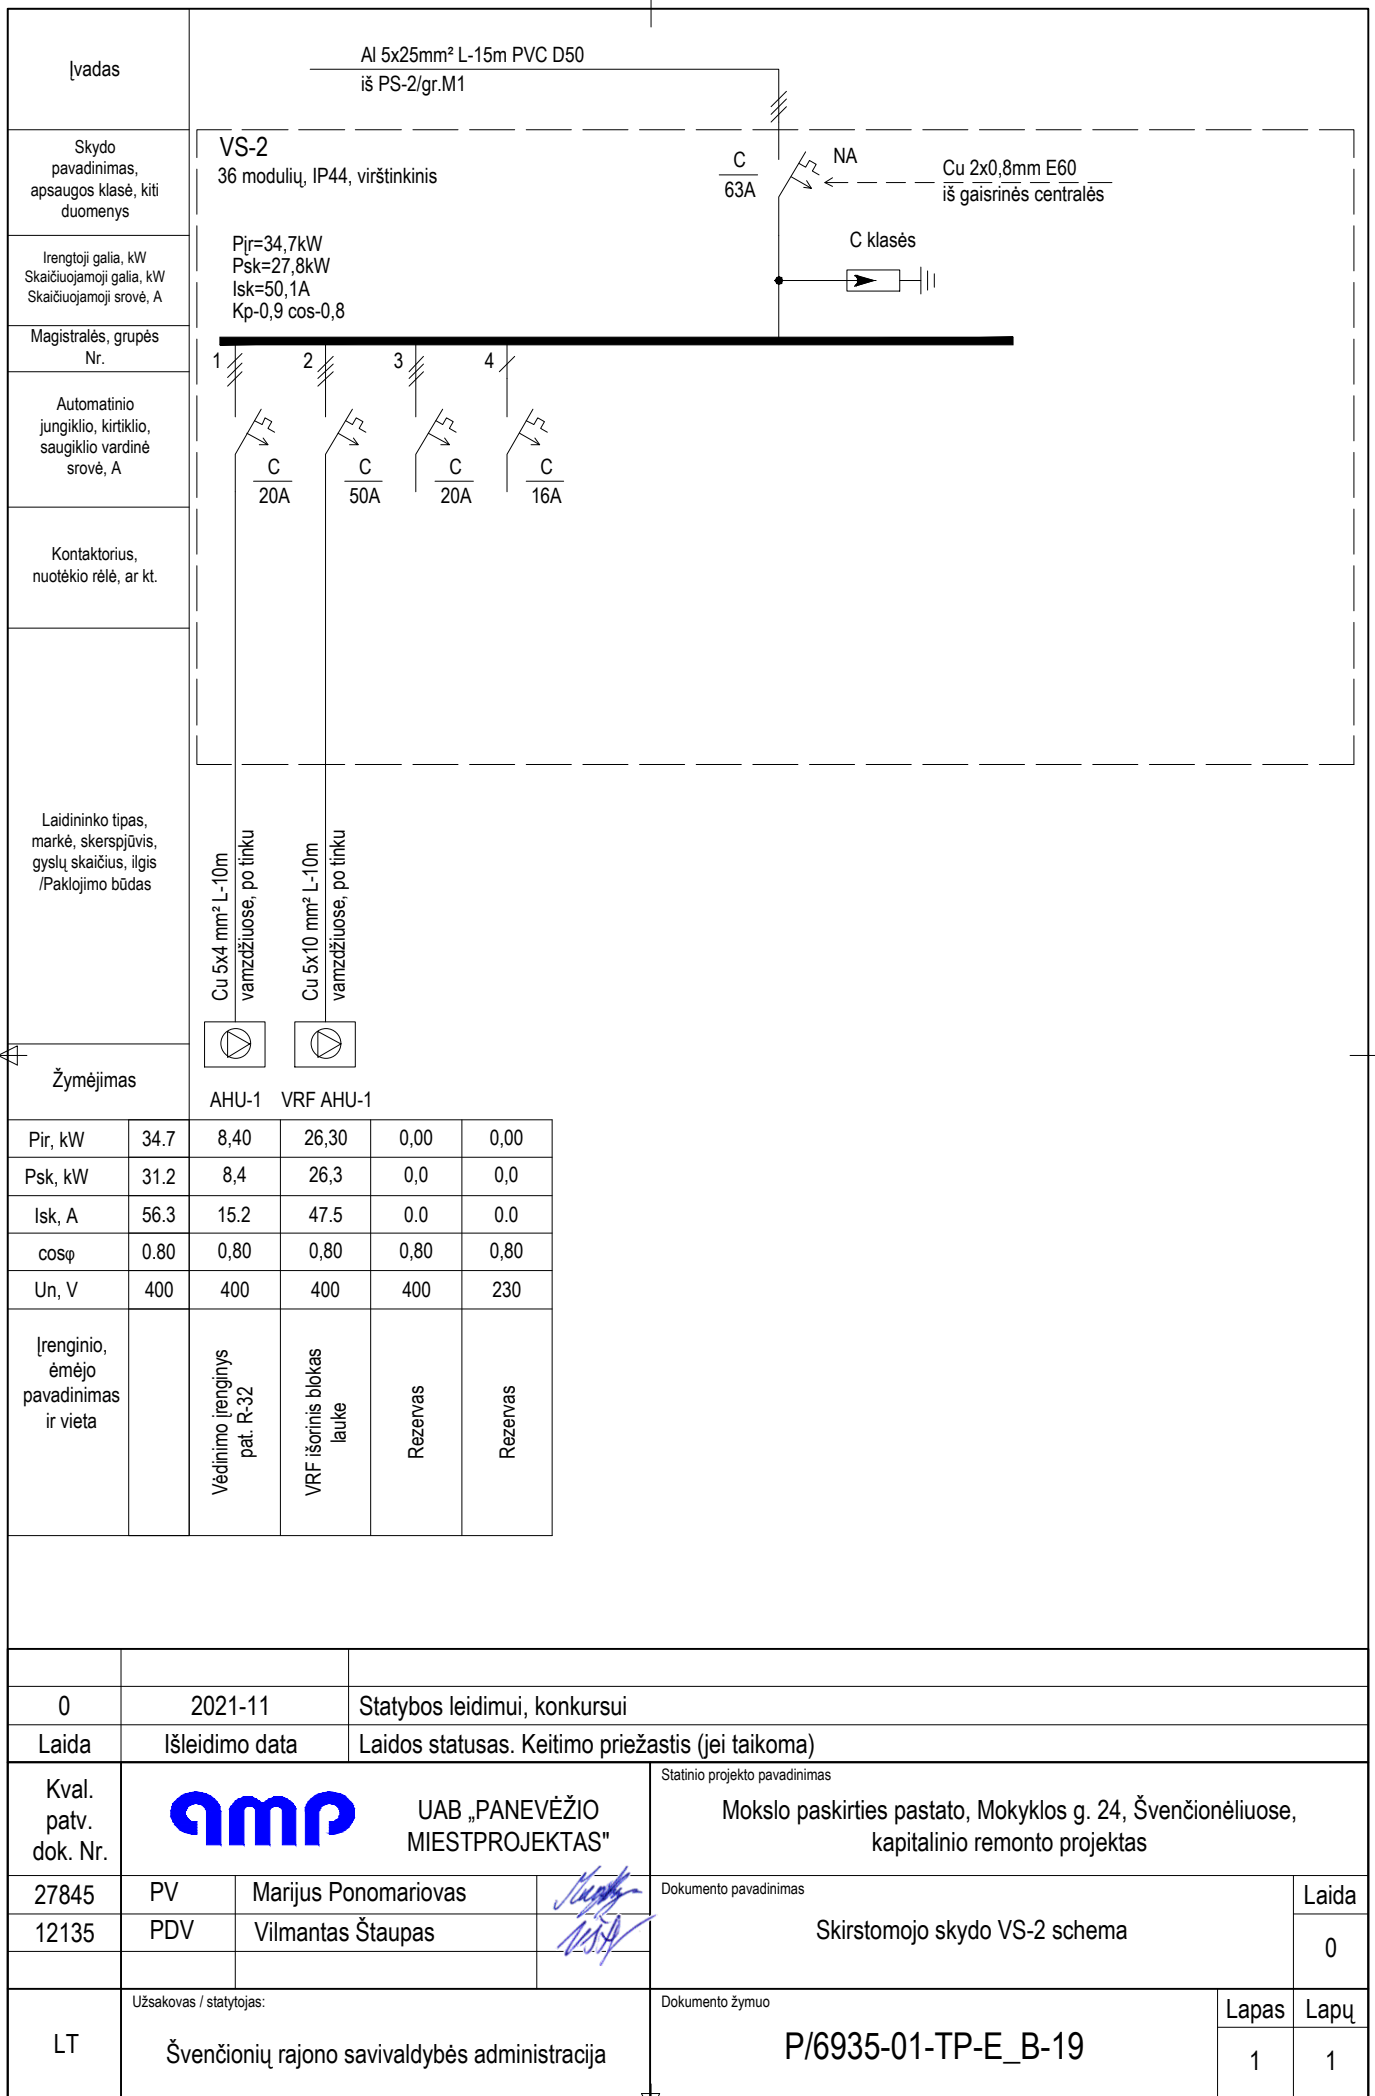 Įvadas
Al 5x25mm² L-15m PVC D50
iš PS-2/gr.M1
Skydo
pavadinimas,
apsaugos klasė, kiti
duomenys
VS-2
36 modulių, IP44, virštinkinis
C
63A
NA
Cu 2x0,8mm E60
iš gaisrinės centralės
Irengtoji galia, kW
Skaičiuojamoji galia, kW
Skaičiuojamoji srovė, A
Pįr=34,7kW
Psk=27,8kW
Isk=50,1A
Kp-0,9 cos-0,8
C klasės
Magistralės, grupės
Nr.
1
2
3
4
Automatinio
jungiklio, kirtiklio,
saugiklio vardinė
srovė, A
C
20A
C
50A
C
20A
C
16A
Kontaktorius,
nuotėkio rėlė, ar kt.
Laidininko tipas,
markė, skerspjūvis,
gyslų skaičius, ilgis
/Paklojimo būdas
Cu 5x4 mm² L-10m
vamzdžiuose, po tinku
Cu 5x10 mm² L-10m
vamzdžiuose, po tinku
Žymėjimas
AHU-1 VRF AHU-1
Pir, kW 34.7 8,40 26,30 0,00 0,00
Psk, kW 31.2 8,4 26,3 0,0 0,0
Isk, A 56.3 15.2 47.5 0.0 0.0
cosφ 0.80 0,80 0,80 0,80 0,80
Un, V 400 400 400 400 230
Įrenginio,
ėmėjo
pavadinimas
ir vieta
Vėdinimo įrenginys
pat. R-32
VRF išorinis blokas
lauke
Rezervas
Rezervas
0 2021-11 Statybos leidimui, konkursui
Laida Išleidimo data Laidos statusas. Keitimo priežastis (jei taikoma)
Kval.
patv.
dok. Nr.
amp
UAB „PANEVĖŽIO
MIESTPROJEKTAS"
Statinio projekto pavadinimas
Mokslo paskirties pastato, Mokyklos g. 24, Švenčionėliuose,
kapitalinio remonto projektas
27845 PV Marijus Ponomariovas
12135 PDV Vilmantas Štaupas
Dokumento pavadinimas
Skirstomojo skydo VS-2 schema
Laida
0
LT
Užsakovas / statytojas:
Švenčionių rajono savivaldybės administracija
Dokumento žymuo
P/6935-01-TP-E_B-19
Lapas Lapų
1 1